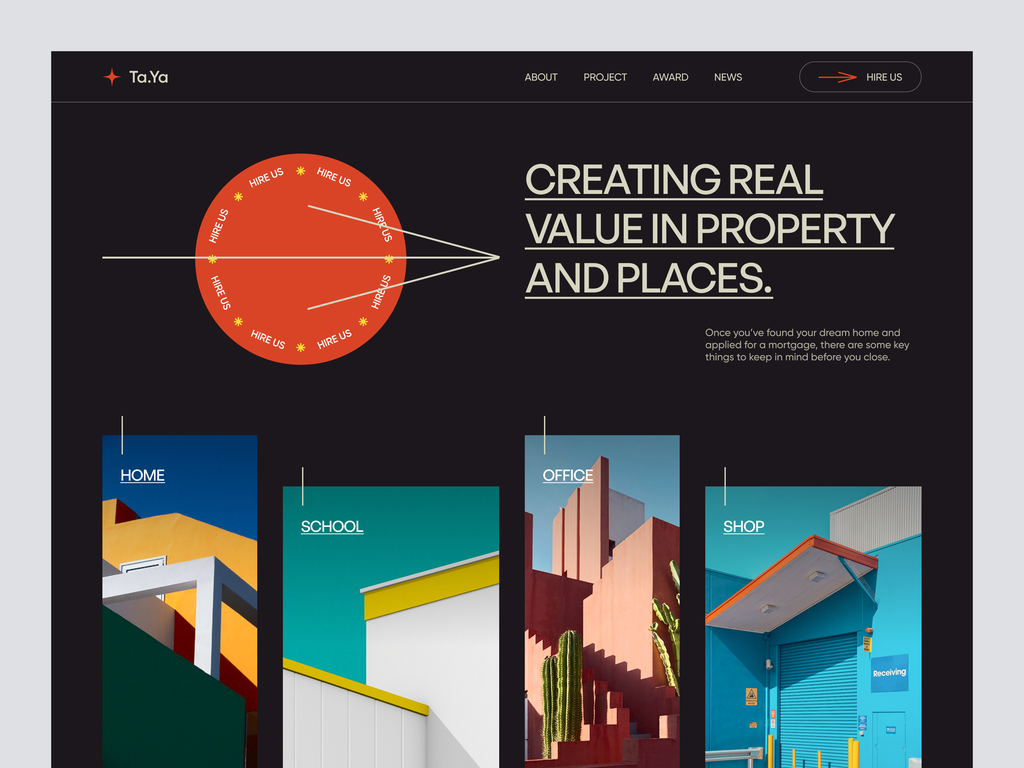 Ta.Ya
ABOUT
PROJECT
AWARD
NEWS
HIRE US
HIRE US
HIRE US
HIRE US
HIRE US
HIRE US
HIRE US
HIRE US
HIRE US
CREATING REAL
VALUE IN PROPERTY
AND PLACES.
Once you’ve found your dream home and
applied for a mortgage, there are some key
things to keep in mind before you close.
HOME
SCHOOL
OFFICE
SHOP
Receiving